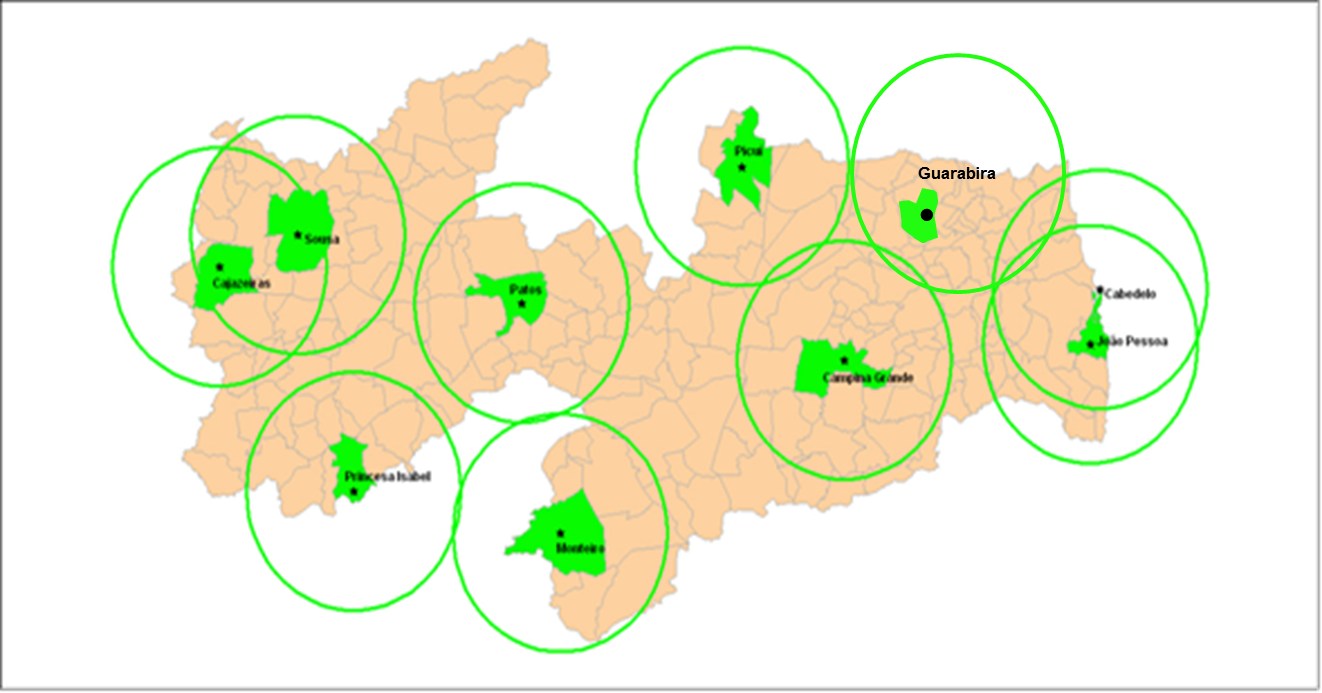 Picuí
Guarabira
Sousa
Cajazeiras
Patos
Cabedelo
João Pessoa
Campina Grande
Princesa Isabel
Monteiro